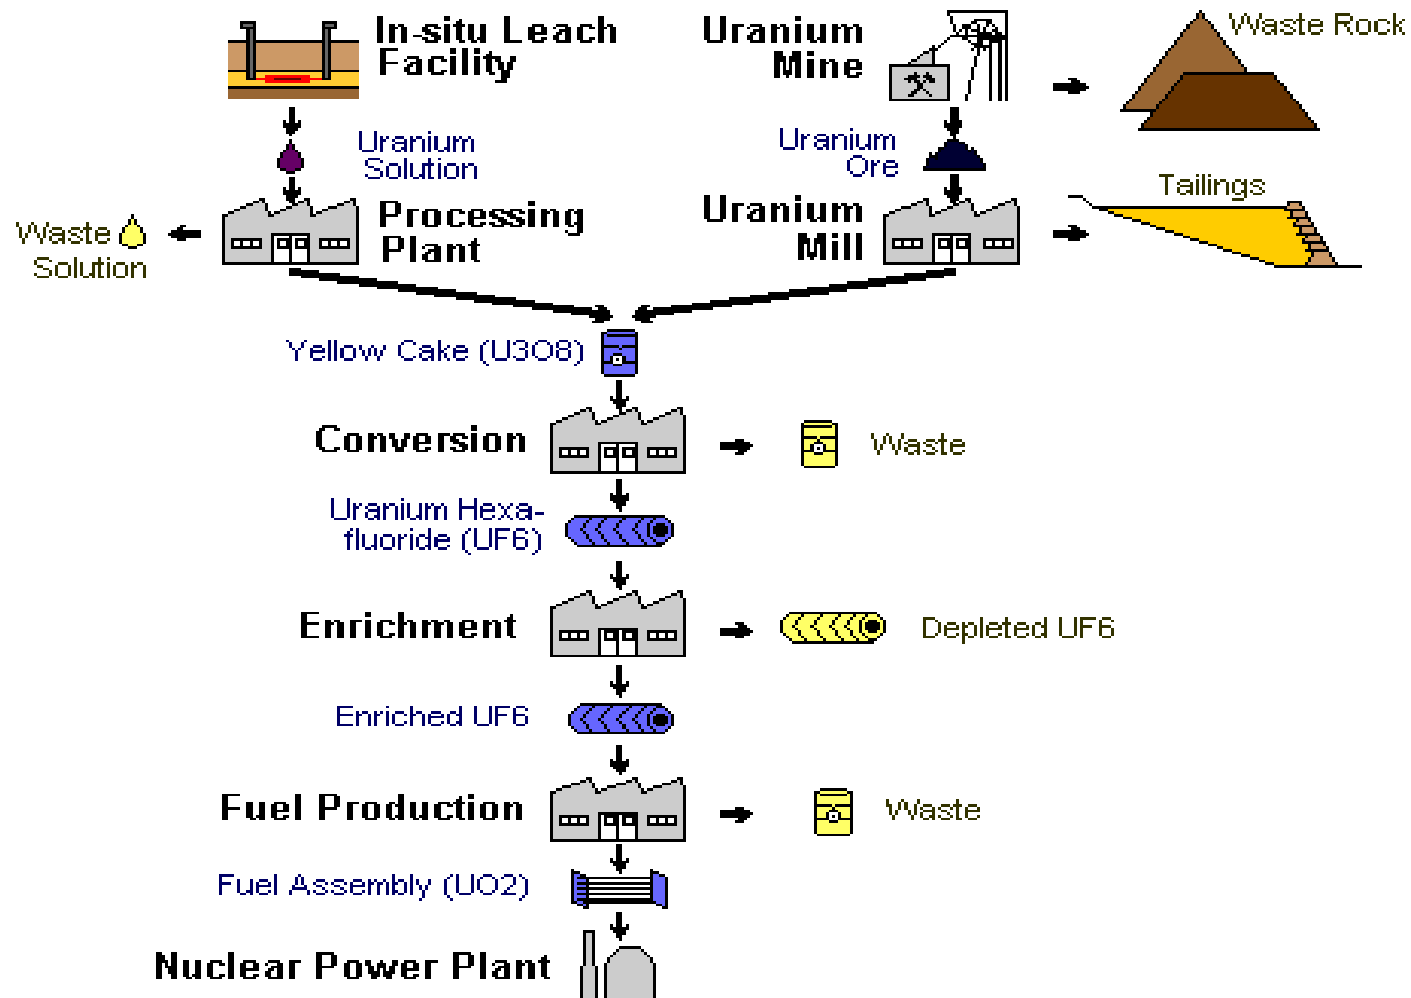 In-situ Leach
Facility
Uranium
Mine
Waste Rock
Uranium
Solution
Uranium
Ore
Processing
Plant
Uranium
Mill
Tailings
Waste
Solution
Yellow Cake (U3O8)
Conversion
Waste
Uranium Hexa-
fluoride (UF6)
Enrichment
Depleted UF6
Enriched UF6
Fuel Production
Waste
Fuel Assembly (UO2)
Nuclear Power Plant